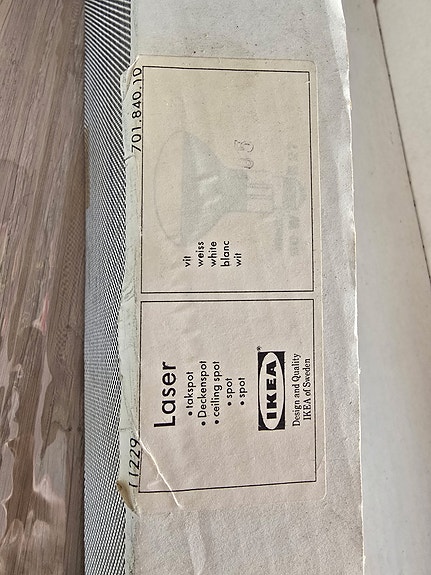 11229
701.840.10
Laser
• takspot
• Deckenspot
• ceiling spot
• spot
• spot
IKEA®
Design and Quality
IKEA of Sweden
vit
weiss
white
blanc
wit